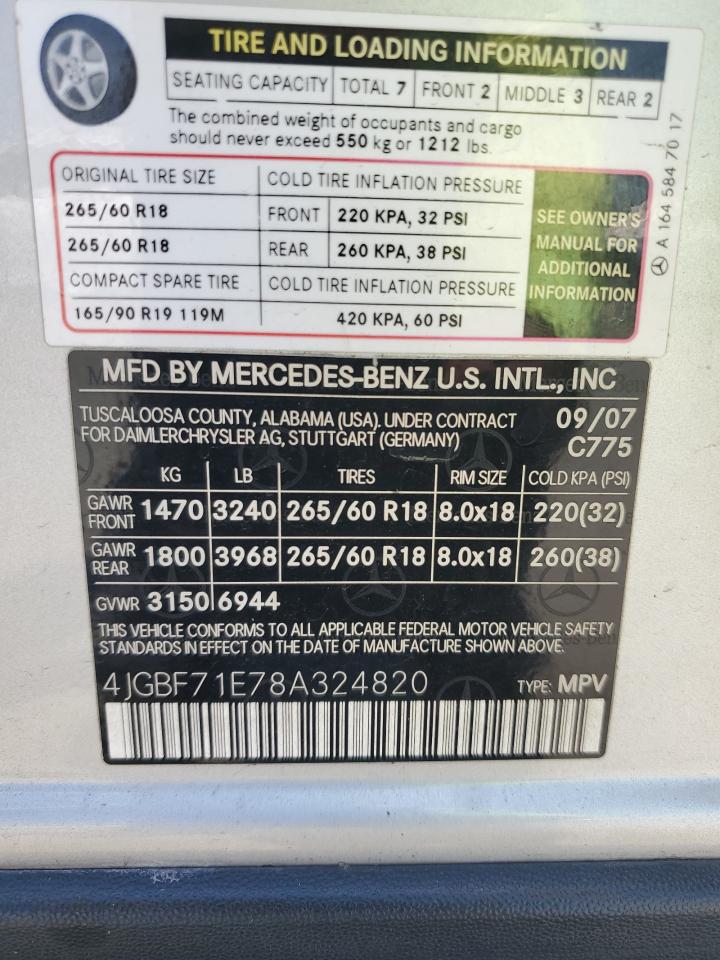 TIRE AND LOADING INFORMATION
SEATING CAPACITY TOTAL 7 FRONT 2 MIDDLE 3 REAR 2
The combined weight of occupants and cargo
should never exceed 550 kg or 1212 lbs.
ORIGINAL TIRE SIZE COLD TIRE INFLATION PRESSURE
265/60 R18 FRONT 220 KPA, 32 PSI
265/60 R18 REAR 260 KPA, 38 PSI
COMPACT SPARE TIRE COLD TIRE INFLATION PRESSURE
165/90 R19 119M 420 KPA, 60 PSI
SEE OWNER'S
MANUAL FOR
ADDITIONAL
INFORMATION
A 164 584 70 17
MFD BY MERCEDES-BENZ U.S. INTL., INC
TUSCALOOSA COUNTY, ALABAMA (USA). UNDER CONTRACT 09/07
FOR DAIMLERCHRYSLER AG, STUTTGART (GERMANY) C775
KG LB TIRES RIM SIZE COLD KPA (PSI)
GAWR FRONT 1470 3240 265/60 R18 8.0x18 220(32)
GAWR REAR 1800 3968 265/60 R18 8.0x18 260(38)
GVWR 3150 6944
THIS VEHICLE CONFORMS TO ALL APPLICABLE FEDERAL MOTOR VEHICLE SAFETY
STANDARDS IN EFFECT ON THE DATE OF MANUFACTURE SHOWN ABOVE.
4JGBF71E78A324820 TYPE: MPV